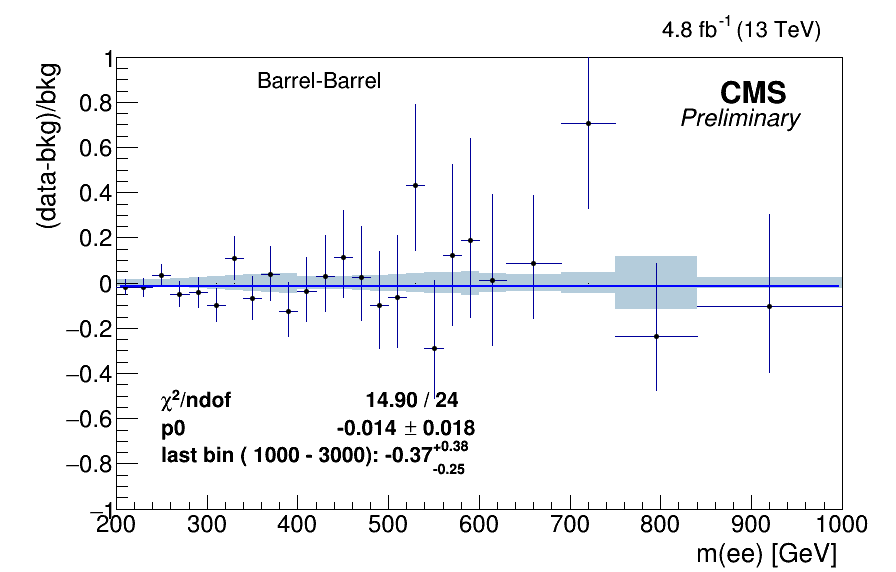 4.8 fb-1 (13 TeV)
Barrel-Barrel
CMS
Preliminary
(data-bkg)/bkg
1
0.8
0.6
0.4
0.2
0
−0.2
−0.4
−0.6
−0.8
−1
χ2/ndof 14.90 / 24
p0 -0.014 ± 0.018
last bin ( 1000 - 3000): -0.37+0.38 -0.25
200 300 400 500 600 700 800 900 1000
m(ee) [GeV]